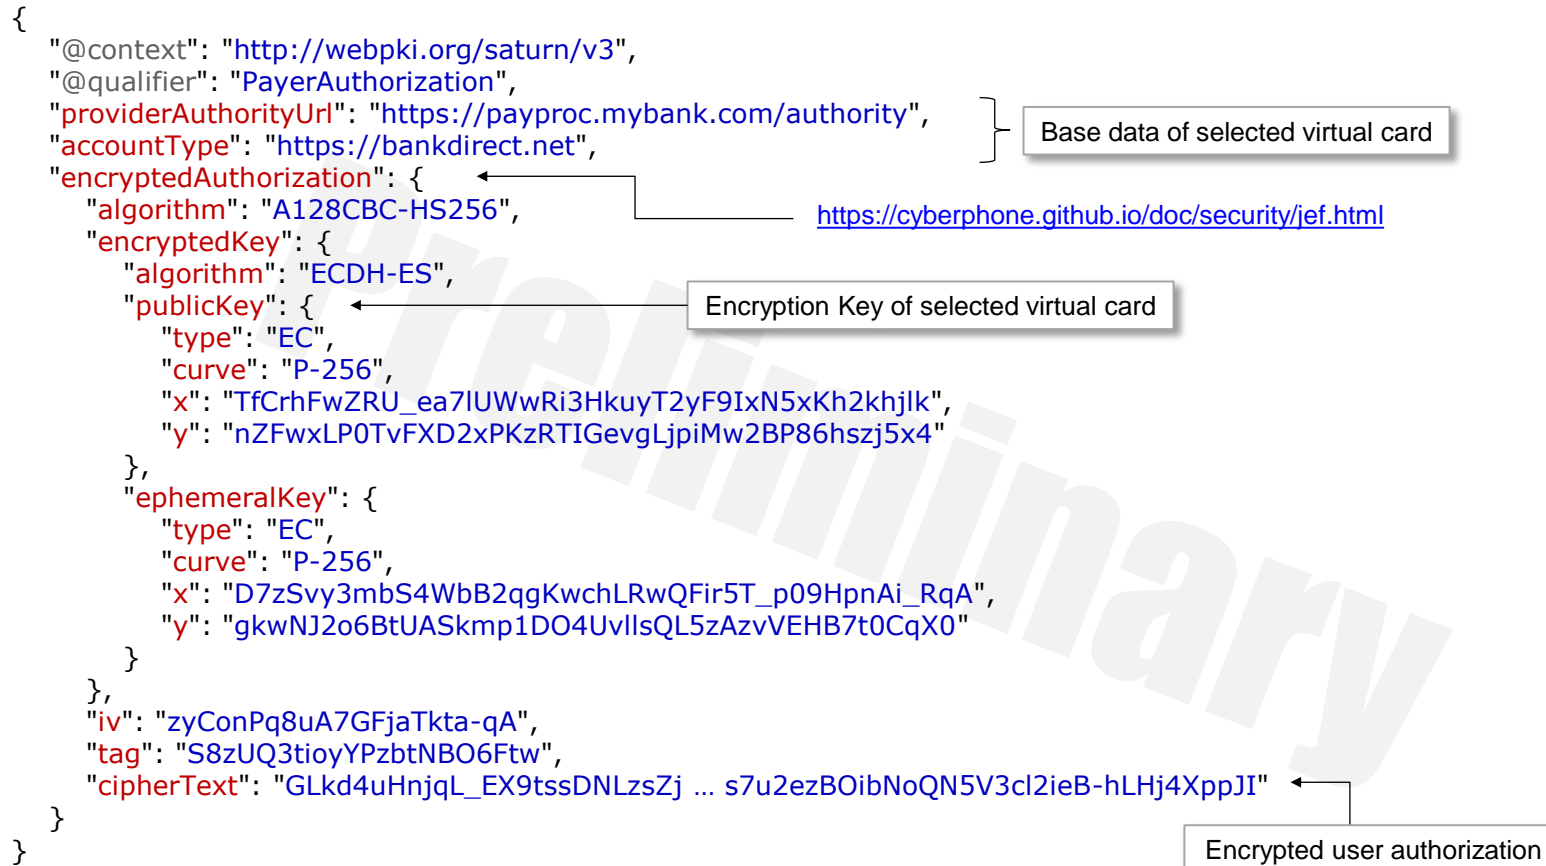 {
"@context": "http://webpki.org/saturn/v3",
"@qualifier": "PayerAuthorization",
"providerAuthorityUrl": "https://payproc.mybank.com/authority",
"accountType": "https://bankdirect.net",
Base data of selected virtual card
"encryptedAuthorization": {
"algorithm": "A128CBC-HS256",
https://cyberphone.github.io/doc/security/jef.html
"encryptedKey": {
"algorithm": "ECDH-ES",
"publicKey": {
Encryption Key of selected virtual card
"type": "EC",
"curve": "P-256",
"x": "TfCrhFwZRU_ea7lUWwRi3HkuyT2yF9IxN5xKh2khjlk",
"y": "nZFwxLP0TvFXD2xPKzRTIGevgLjpiMw2BP86hszj5x4"
},
"ephemeralKey": {
"type": "EC",
"curve": "P-256",
"x": "D7zSvy3mbS4WbB2qgKwchLRwQFir5T_p09HpnAi_RqA",
"y": "gkwNJ2o6BtUASkmp1DO4UvllsQL5zAzvVEHB7t0CqX0"
}
},
"iv": "zyConPq8uA7GFjaTkta-qA",
"tag": "S8zUQ3tioyYPzbtNBO6Ftw",
"cipherText": "GLkd4uHnjqL_EX9tssDNLzsZj … s7u2ezBOibNoQN5V3cl2ieB-hLHj4XppJI"
}
Encrypted user authorization
}
Preliminary